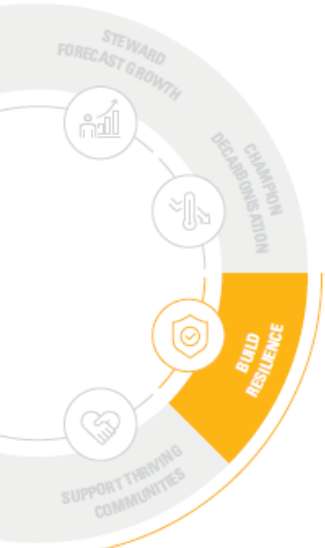 STEWARD
FORECAST GROWTH
CHAMPION
DECARBONISATION
BUILD
RESILIENCE
SUPPORT THRIVING
COMMUNITIES